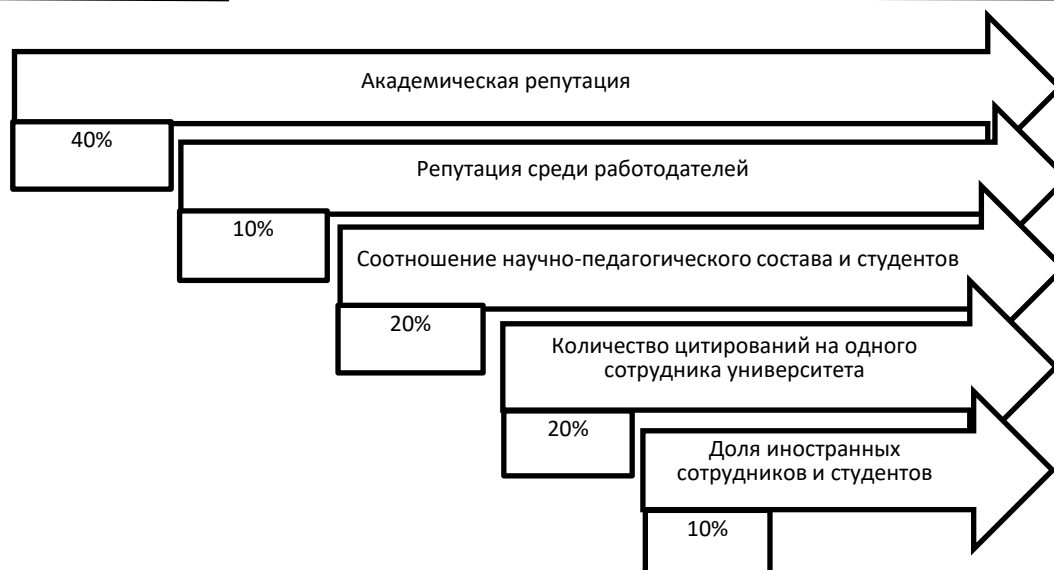 Академическая репутация
40%
Репутация среди работодателей
10%
Соотношение научно-педагогического состава и студентов
20%
Количество цитирований на одного
сотрудника университета
20%
Доля иностранных
сотрудников и студентов
10%